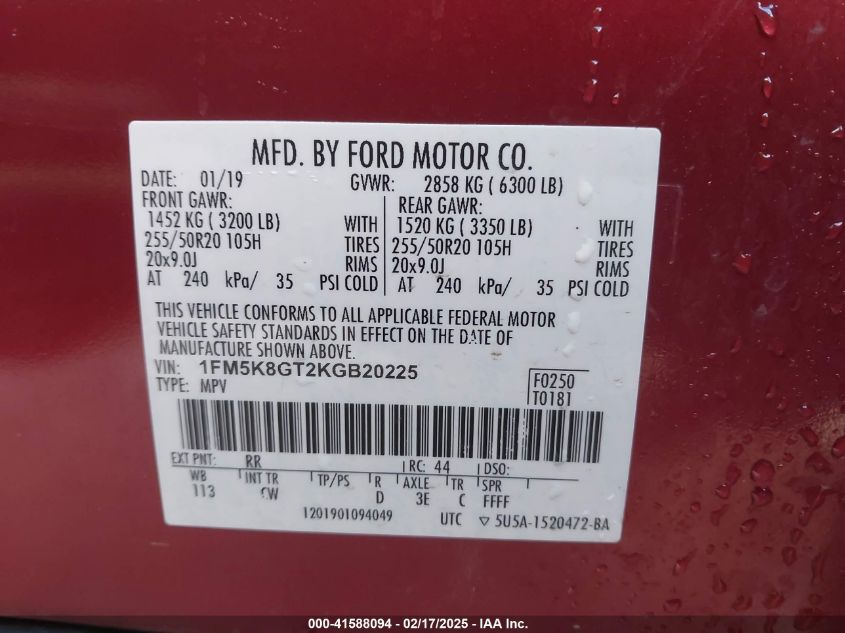 MFD. BY FORD MOTOR CO.
DATE: 01/19 GVWR: 2858 KG ( 6300 LB)
FRONT GAWR: REAR GAWR:
1452 KG ( 3200 LB) WITH 1520 KG ( 3350 LB) WITH
255/50R20 105H TIRES 255/50R20 105H TIRES
20x9.0J RIMS 20x9.0J RIMS
AT 240 kPa/ 35 PSI COLD AT 240 kPa/ 35 PSI COLD
THIS VEHICLE CONFORMS TO ALL APPLICABLE FEDERAL MOTOR
VEHICLE SAFETY STANDARDS IN EFFECT ON THE DATE OF
MANUFACTURE SHOWN ABOVE.
VIN: 1FM5K8GT2KGB20225 F0250
TYPE: MPV T0181
EXT PNT: RR RC: 44 DSO:
WB INT TR TP/PS R AXLE TR SPR
113 CW D 3E C FFFF
1201901094049 UTC ▽ 5U5A-1520472-BA
000-41588094 - 02/17/2025 - IAA Inc.